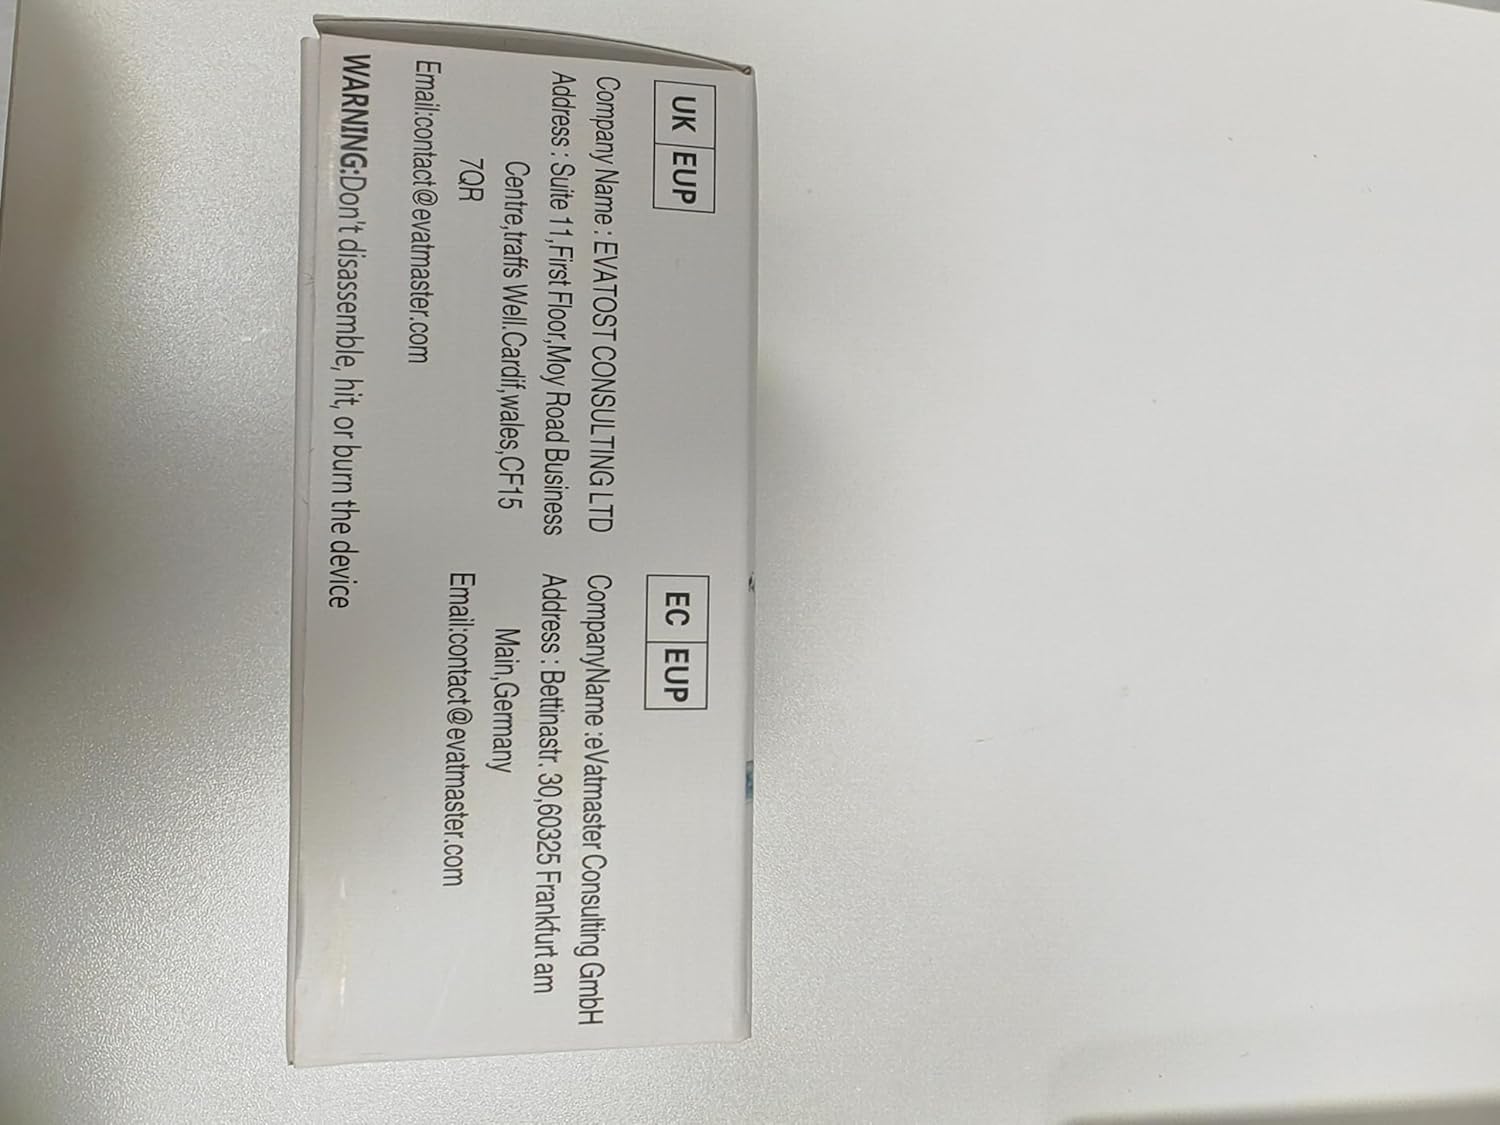 UK EUP
Company Name : EVATOST CONSULTING LTD
Address : Suite 11,First Floor,Moy Road Business
Centre,traffs Well.Cardif,wales,CF15
7QR
Email:contact@evatmaster.com
EC EUP
CompanyName :eVatmaster Consulting GmbH
Address : Bettinastr. 30,60325 Frankfurt am
Main,Germany
Email:contact@evatmaster.com
WARNING:Don't disassemble, hit, or burn the device